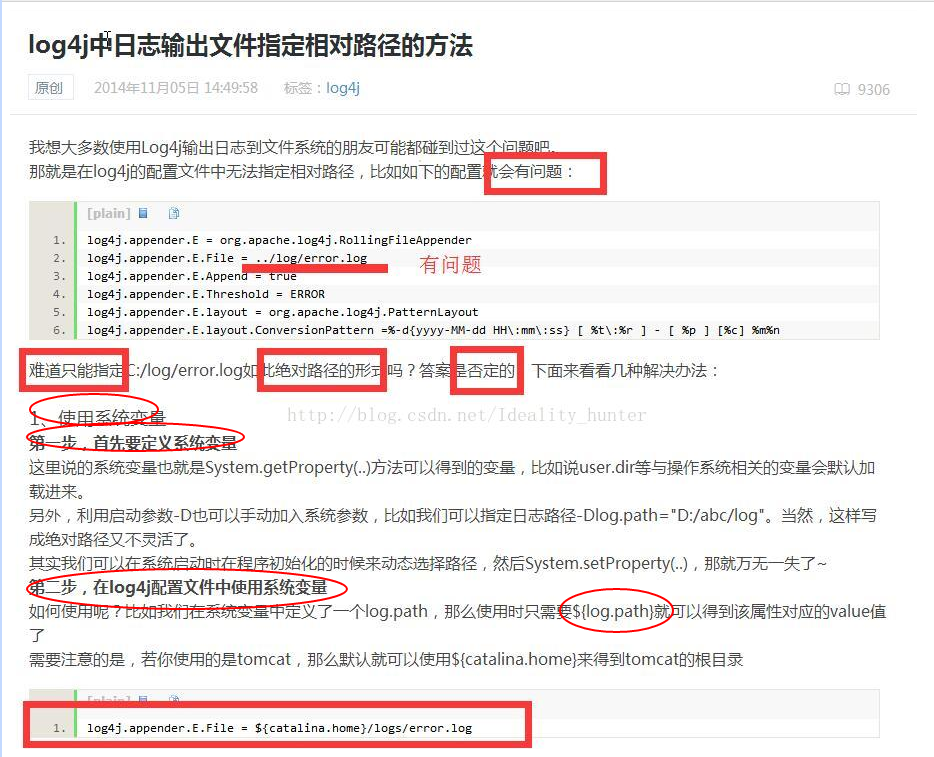 log4j中日志输出文件指定相对路径的方法
原创 2014年11月05日 14:49:58 标签：log4j 9306
我想大多数使用Log4j输出日志到文件系统的朋友可能都碰到过这个问题吧。
那就是在log4j的配置文件中无法指定相对路径，比如如下的配置就会有问题：
[plain]
1. log4j.appender.E = org.apache.log4j.RollingFileAppender
2. log4j.appender.E.File = ../log/error.log
有问题
3. log4j.appender.E.Append = true
4. log4j.appender.E.Threshold = ERROR
5. log4j.appender.E.layout = org.apache.log4j.PatternLayout
6. log4j.appender.E.layout.ConversionPattern =%-d{yyyy-MM-dd HH\:mm\:ss} [ %t\:%r ] - [ %p ] [%c] %m%n
难道只能指定C:/log/error.log如此绝对路径的形式吗？答案是否定的，下面来看看几种解决办法：
http://blog.csdn.net/Ideality_hunter
1、使用系统变量
第一步，首先要定义系统变量
这里说的系统变量也就是System.getProperty(..)方法可以得到的变量，比如说user.dir等与操作系统相关的变量会默认加
载进来。
另外，利用启动参数-D也可以手动加入系统参数，比如我们可以指定日志路径-Dlog.path="D:/abc/log"。当然，这样写
成绝对路径又不灵活了。
其实我们可以在系统启动时在程序初始化的时候来动态选择路径，然后System.setProperty(..)，那就万无一失了~
第二步，在log4j配置文件中使用系统变量
如何使用呢？比如我们在系统变量中定义了一个log.path，那么使用时只需要${log.path}就可以得到该属性对应的value值
了
需要注意的是，若你使用的是tomcat，那么默认就可以使用${catalina.home}来得到tomcat的根目录
[plain]
1. log4j.appender.E.File = ${catalina.home}/logs/error.log